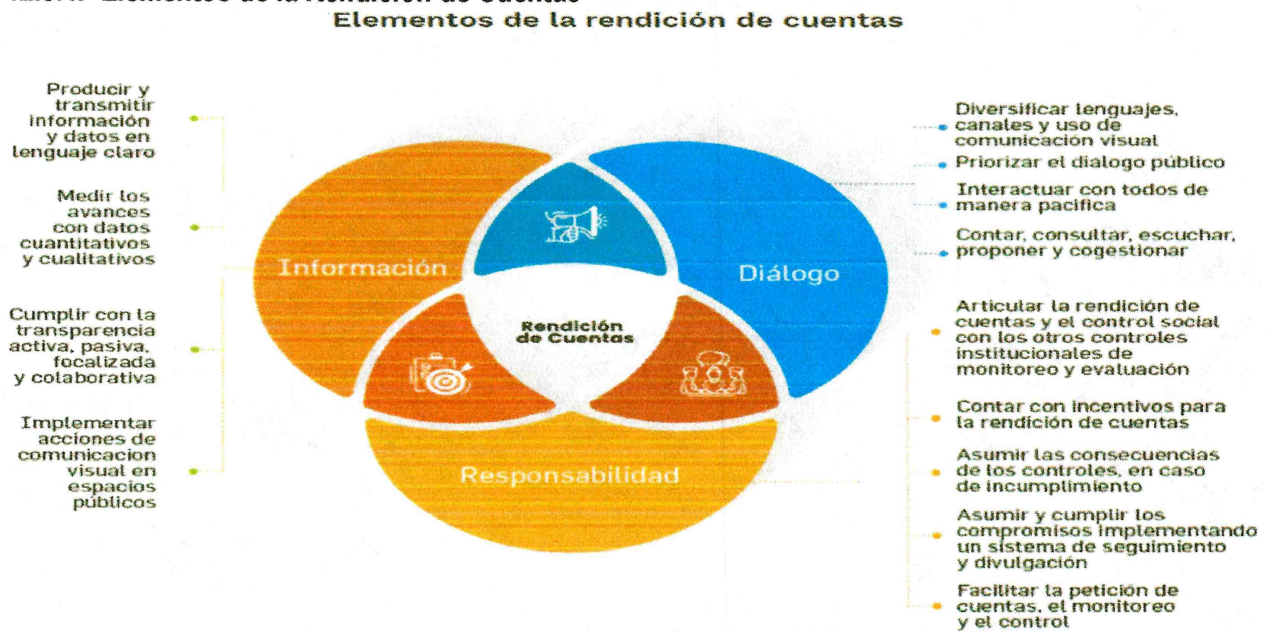 Elementos de la Rendición de Cuentas
Elementos de la rendición de cuentas
Producir y
transmitir
información
y datos en
lenguaje claro
Medir los
avances
con datos
cuantitativos
y cualitativos
Cumplir con la
transparencia
activa, pasiva,
focalizada
y colaborativa
Implementar
acciones de
comunicacion
visual en
espacios
públicos
Información
Diálogo
Rendición
de Cuentas
Responsabilidad
Diversificar lenguajes,
canales y uso de
comunicación visual
Priorizar el dialogo público
Interactuar con todos de
manera pacifica
Contar, consultar, escuchar,
proponer y cogestionar
Articular la rendición de
cuentas y el control social
con los otros controles
institucionales de
monitoreo y evaluación
Contar con incentivos para
la rendición de cuentas
Asumir las consecuencias
de los controles, en caso
de incumplimiento
Asumir y cumplir los
compromisos implementando
un sistema de seguimiento
y divulgación
Facilitar la petición de
cuentas, el monitoreo
y el control